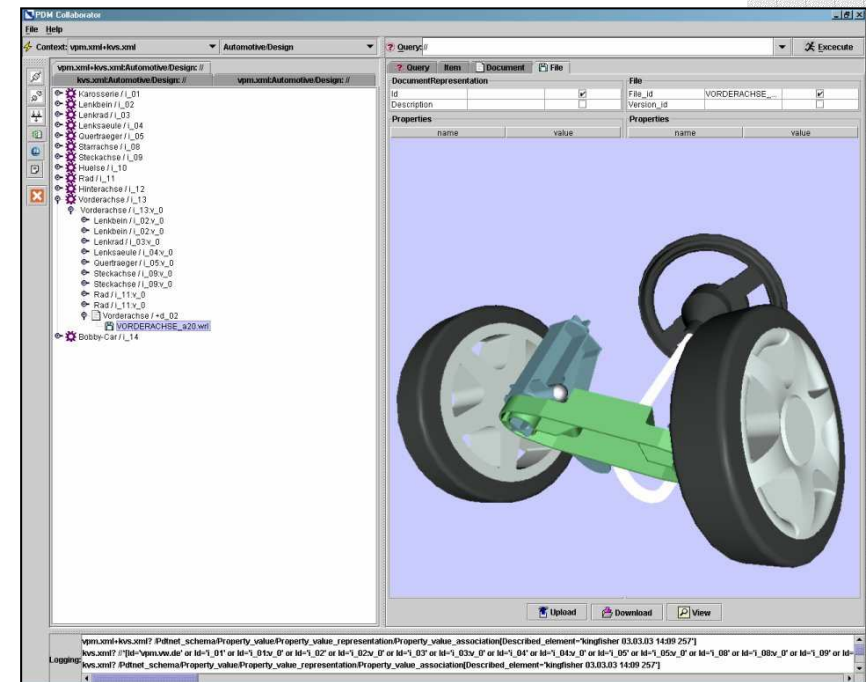 PDM Collaborator
File Help
Context: vpm.xml+kvs.xml Automotive/Design ? Query: // Excecute
vpm.xml+kvs.xml:Automotive/Design: //
kvs.xml:Automotive/Design: // vpm.xml:Automotive/Design: //
Karosserie / i_01
Lenkbein / i_02
Lenkrad / i_03
Lenksaeule / i_04
Quertraeger / i_05
Starrachse / i_08
Steckachse / i_09
Huelse / i_10
Rad / i_11
Hinterachse / i_12
Vorderachse / i_13
Vorderachse / i_13:v_0
Lenkbein / i_02:v_0
Lenkbein / i_02:v_0
Lenkrad / i_03:v_0
Lenksaeule / i_04:v_0
Quertraeger / i_05:v_0
Steckachse / i_09:v_0
Steckachse / i_09:v_0
Rad / i_11:v_0
Rad / i_11:v_0
Vorderachse / +d_02
VORDERACHSE_a20.wrl
Bobby-Car / i_14
? Query Item Document File
DocumentRepresentation File
Id File_id VORDERACHSE_...
Description Version_id
Properties Properties
name value name value
Upload Download View
Logging:
vpm.xml+kvs.xml? /Pdtnet_schema/Property_value/Property_value_representation/Property_value_association[Described_element='kingfisher 03.03.03 14:09 257']
kvs.xml? //*[Id='vpm.vw.de' or Id='i_01' or Id='i_01:v_0' or Id='i_02' or Id='i_02:v_0' or Id='i_03' or Id='i_03:v_0' or Id='i_04' or Id='i_04:v_0' or Id='i_05' or Id='i_05:v_0' or Id='i_08' or Id='i_08:v_0' or Id='i_09' or Id=
kvs.xml? /Pdtnet_schema/Property_value/Property_value_representation/Property_value_association[Described_element='kingfisher 03.03.03 14:09 257']